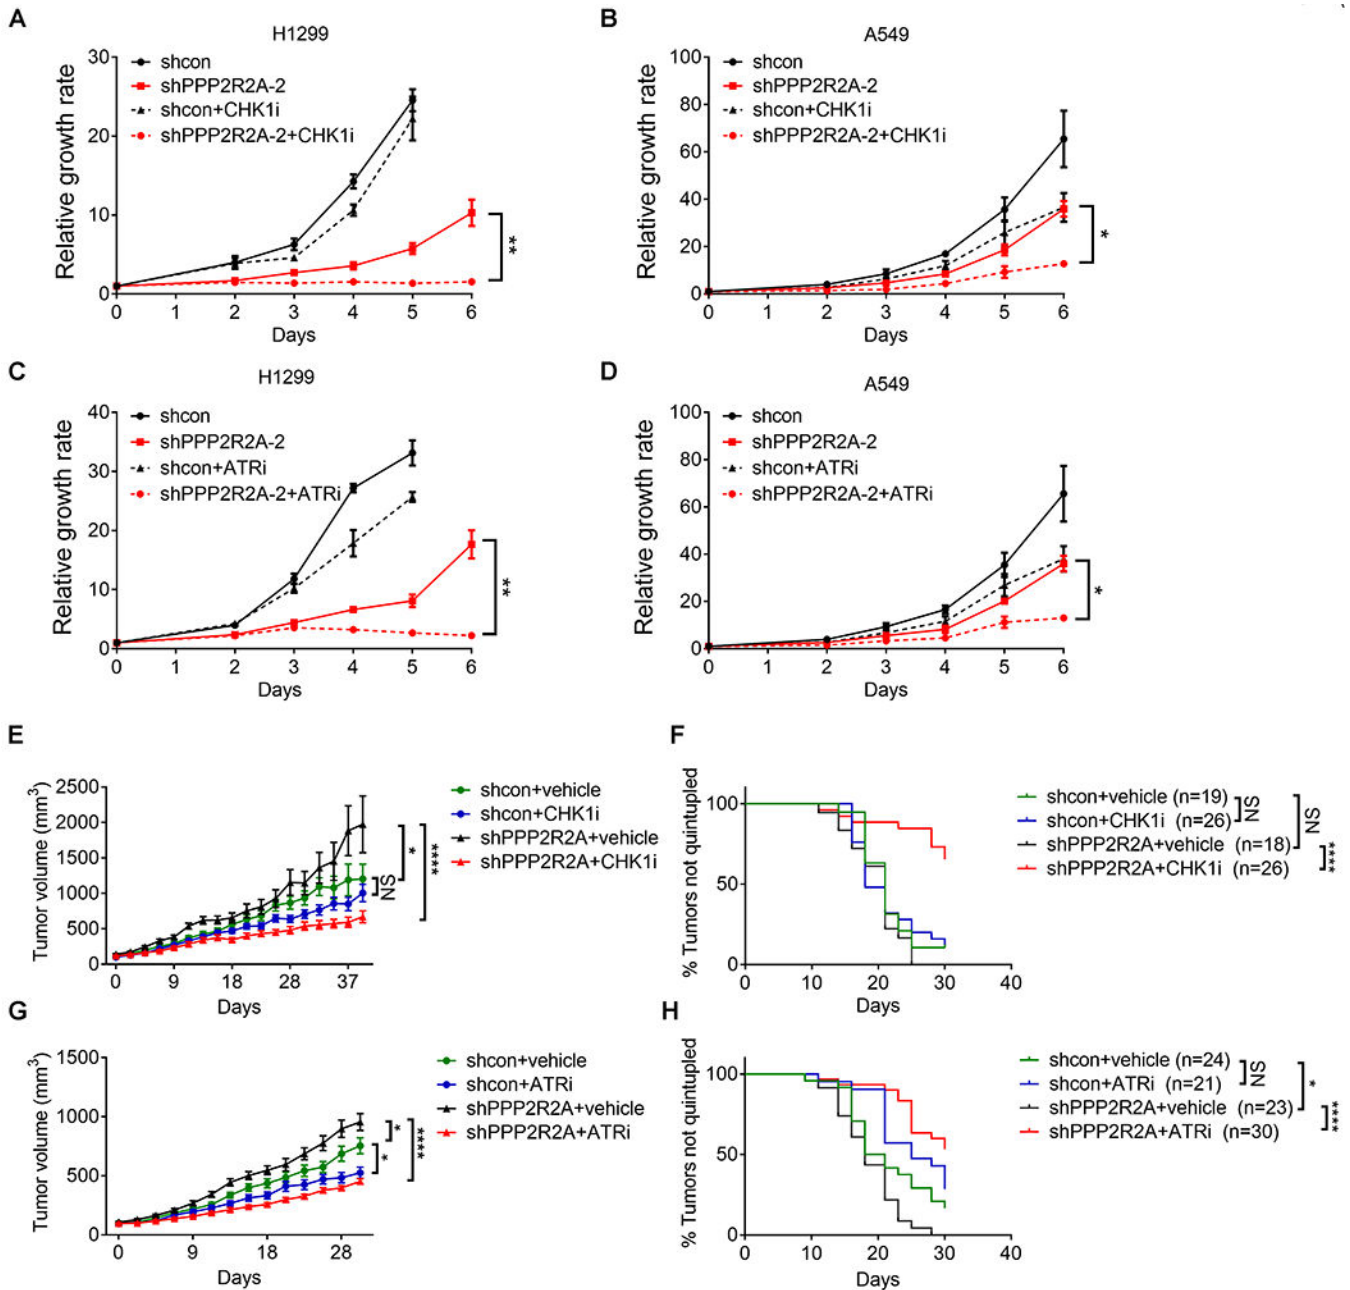 A
H1299
Relative growth rate
30
20
10
0
shcon
shPPP2R2A-2
shcon+CHK1i
shPPP2R2A-2+CHK1i
**
0 1 2 3 4 5 6
Days
B
A549
Relative growth rate
100
80
60
40
20
0
shcon
shPPP2R2A-2
shcon+CHK1i
shPPP2R2A-2+CHK1i
*
0 1 2 3 4 5 6
Days
C
H1299
Relative growth rate
40
30
20
10
0
shcon
shPPP2R2A-2
shcon+ATRi
shPPP2R2A-2+ATRi
**
0 1 2 3 4 5 6
Days
D
A549
Relative growth rate
100
80
60
40
20
0
shcon
shPPP2R2A-2
shcon+ATRi
shPPP2R2A-2+ATRi
*
0 1 2 3 4 5 6
Days
E
Tumor volume (mm³)
2500
2000
1500
1000
500
0
shcon+vehicle
shcon+CHK1i
shPPP2R2A+vehicle
shPPP2R2A+CHK1i
NS
*
****
0 9 18 28 37
Days
F
% Tumors not quintupled
100
50
0
shcon+vehicle (n=19)
shcon+CHK1i (n=26)
shPPP2R2A+vehicle (n=18)
shPPP2R2A+CHK1i (n=26)
NS
NS
****
0 10 20 30 40
Days
G
Tumor volume (mm³)
1500
1000
500
0
shcon+vehicle
shcon+ATRi
shPPP2R2A+vehicle
shPPP2R2A+ATRi
*
*
****
0 9 18 28
Days
H
% Tumors not quintupled
100
50
0
shcon+vehicle (n=24)
shcon+ATRi (n=21)
shPPP2R2A+vehicle (n=23)
shPPP2R2A+ATRi (n=30)
NS
*
****
0 10 20 30 40
Days